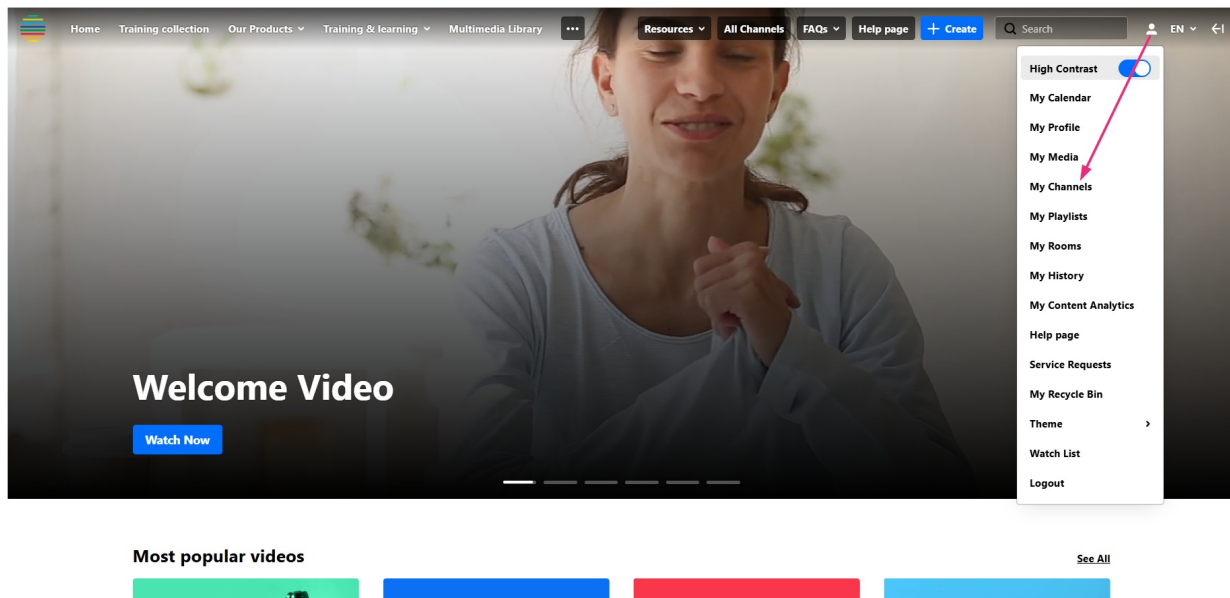 Home Training collection Our Products Training & learning Multimedia Library ••• Resources All Channels FAQs Help page + Create Search EN
High Contrast
My Calendar
My Profile
My Media
My Channels
My Playlists
My Rooms
My History
My Content Analytics
Help page
Service Requests
My Recycle Bin
Theme
Watch List
Logout
Welcome Video
Watch Now
Most popular videos See All